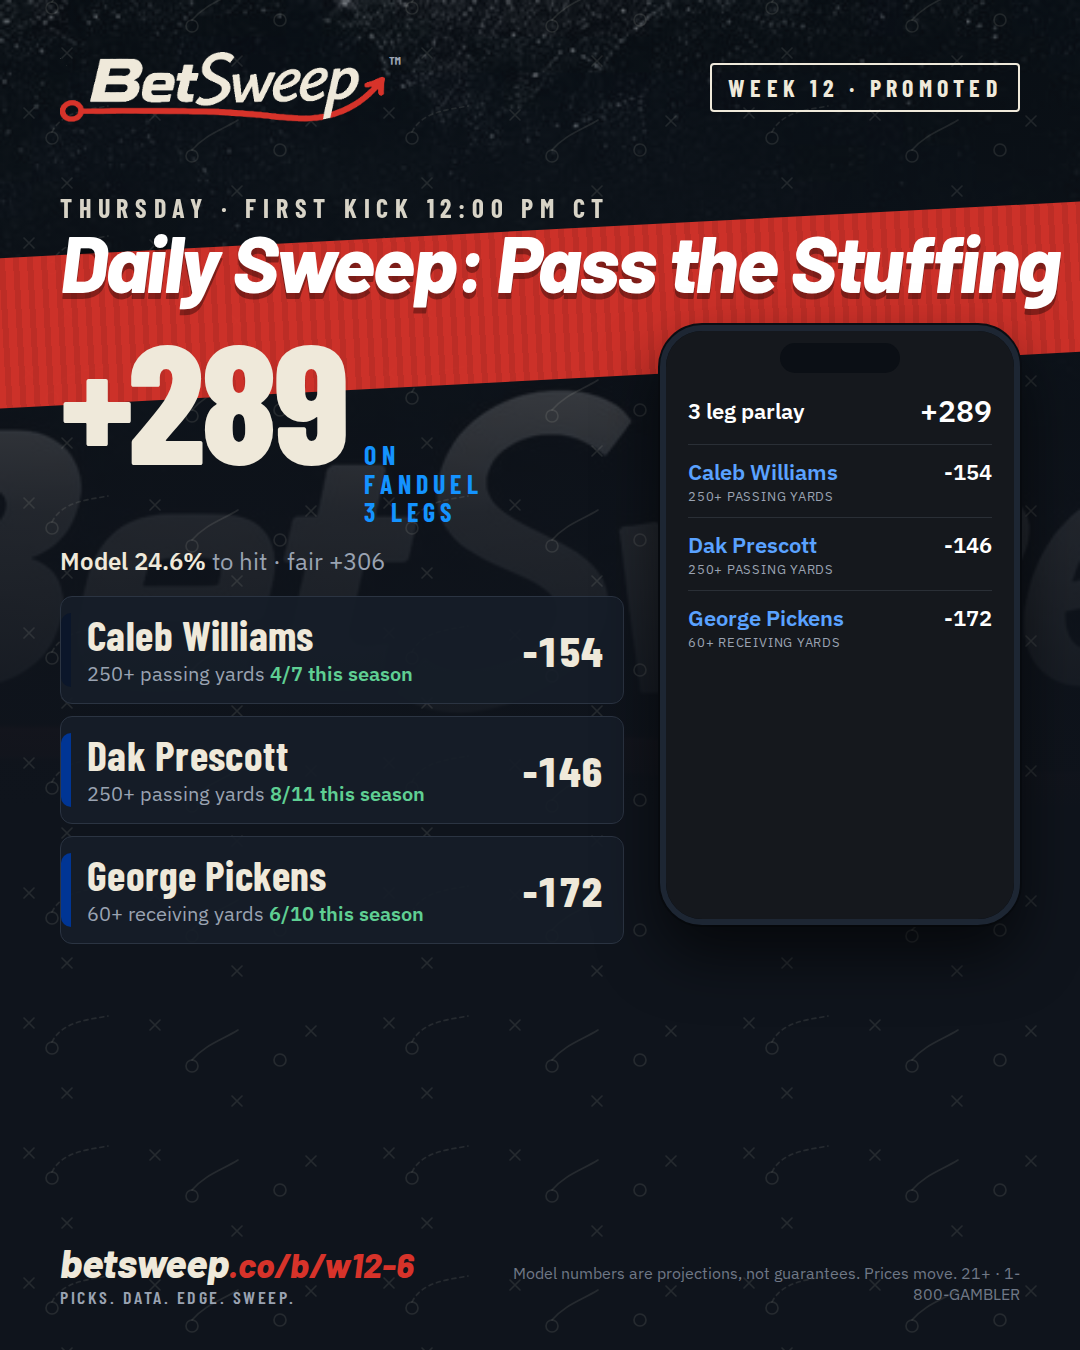 BetSweep™
WEEK 12 · PROMOTED
THURSDAY · FIRST KICK 12:00 PM CT
Daily Sweep: Pass the Stuffing
+289
ON
FANDUEL
3 LEGS
Model 24.6% to hit · fair +306
Caleb Williams
250+ passing yards 4/7 this season
-154
Dak Prescott
250+ passing yards 8/11 this season
-146
George Pickens
60+ receiving yards 6/10 this season
-172
3 leg parlay
+289
Caleb Williams
-154
250+ PASSING YARDS
Dak Prescott
-146
250+ PASSING YARDS
George Pickens
-172
60+ RECEIVING YARDS
betsweep.co/b/w12-6
PICKS. DATA. EDGE. SWEEP.
Model numbers are projections, not guarantees. Prices move. 21+ · 1-
800-GAMBLER